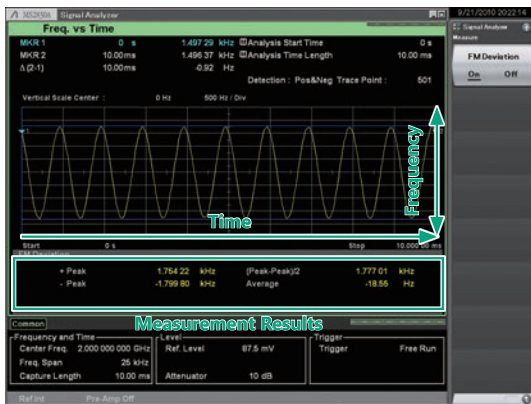 MS2830A Signal Analyzer
9/21/2010 20:22:14
Freq. vs Time
Signal Analyzer
Measure
MKR 1 0 s 1.497 29 kHz Analysis Start Time 0 s
MKR 2 10.00ms 1.496 37 kHz Analysis Time Length 10.00ms
Δ(2-1) 10.00ms -0.92 Hz
Detection : Pos&Neg Trace Point : 501
FM Deviation
On Off
Vertical Scale Center : 0 Hz 500 Hz / Div
1
Frequency
Time
Start 0 s Stop 10.000 00 ms
FM Deviation
+ Peak 1.754 22 kHz (Peak-Peak)/2 1.777 01 kHz
- Peak -1.799 80 kHz Average -18.56 Hz
Measurement Results
Common
Frequency and Time Level Trigger
Center Freq. 2.000 000 000 GHz Ref. Level 87.5 mV Trigger Free Run
Freq. Span 25 kHz
Capture Length 10.00 ms Attenuator 10 dB
Ref.Int Pre-Amp Off